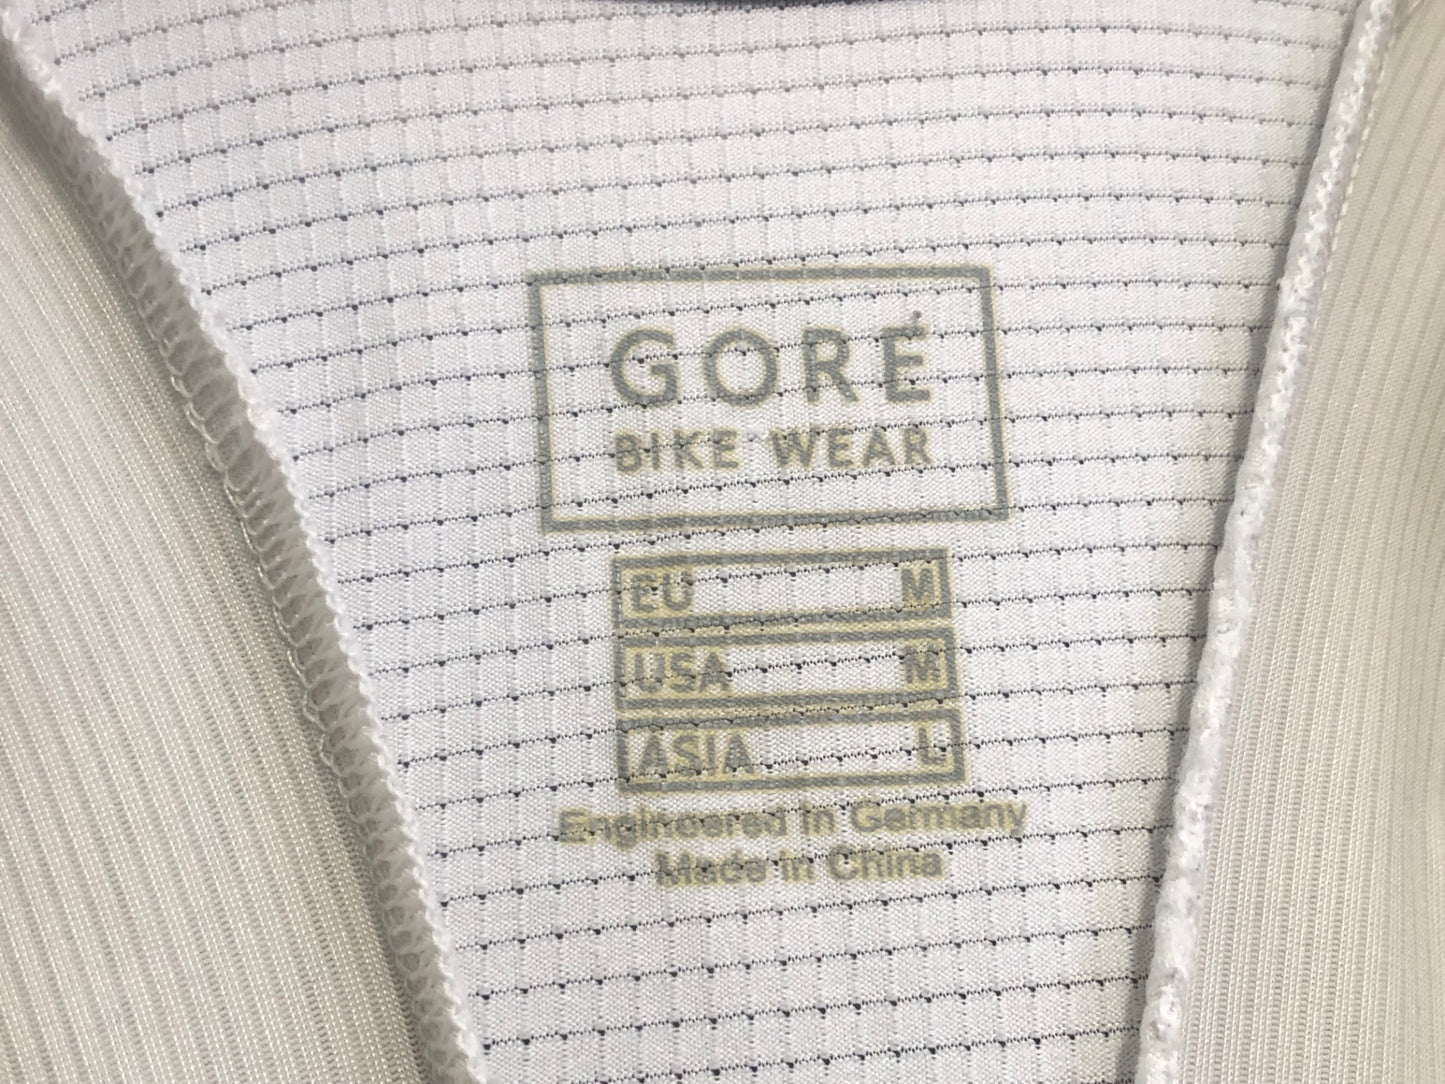 GORE
BIKE WEAR
EU M
USA M
ASIA L
Engineered in Germany
Made in China